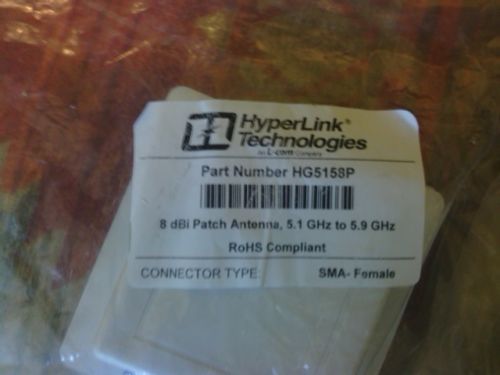 HyperLink®
Technologies
An L-com Company
Part Number HG5158P
8 dBi Patch Antenna, 5.1 GHz to 5.9 GHz
RoHS Compliant
CONNECTOR TYPE: SMA- Female